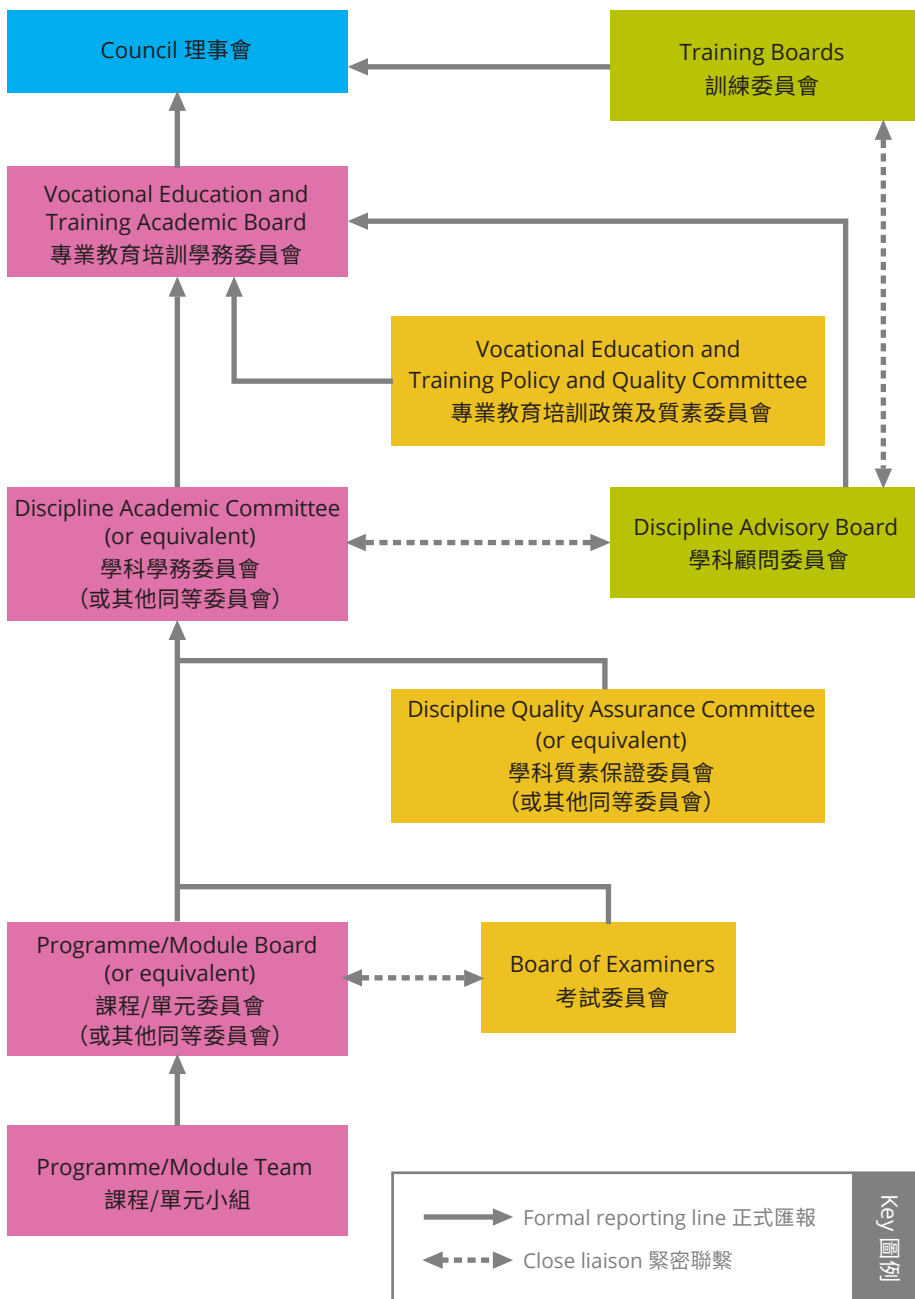 Council 理事會
Training Boards
訓練委員會
Vocational Education and
Training Academic Board
專業教育培訓學務委員會
Vocational Education and
Training Policy and Quality Committee
專業教育培訓政策及質素委員會
Discipline Academic Committee
(or equivalent)
學科學務委員會
（或其他同等委員會）
Discipline Advisory Board
學科顧問委員會
Discipline Quality Assurance Committee
(or equivalent)
學科質素保證委員會
（或其他同等委員會）
Programme/Module Board
(or equivalent)
課程/單元委員會
（或其他同等委員會）
Board of Examiners
考試委員會
Programme/Module Team
課程/單元小組
Formal reporting line 正式匯報
Close liaison 緊密聯繫
Key 圖例